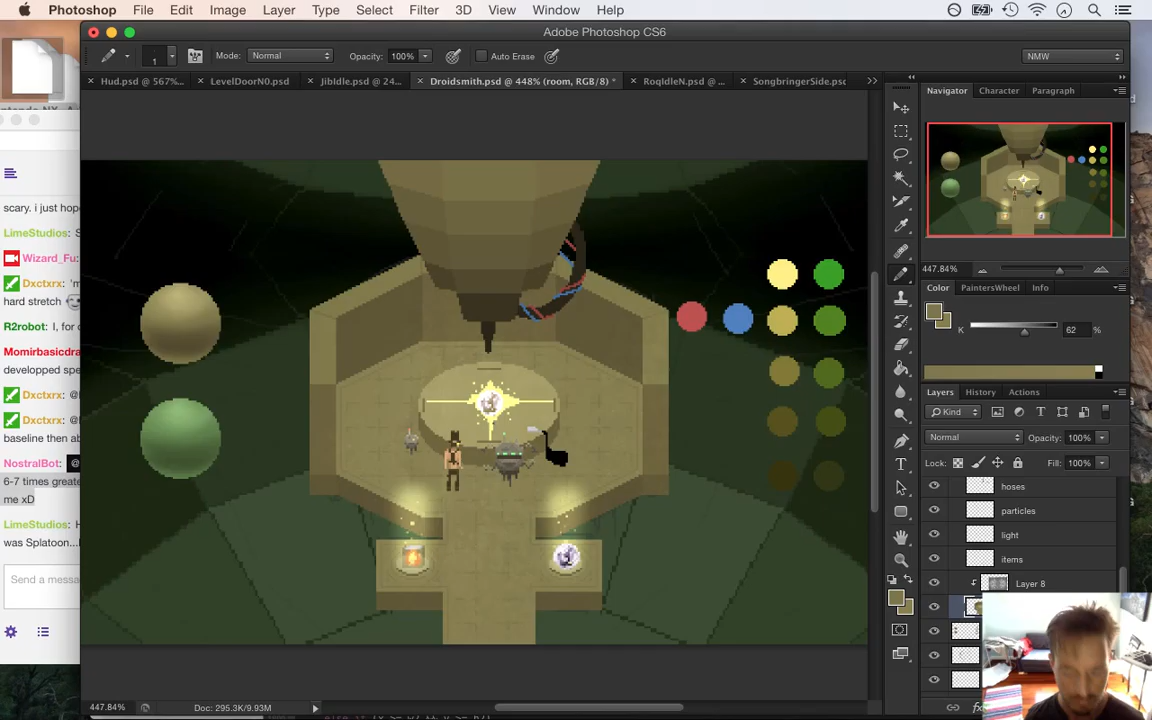 Photoshop File Edit Image Layer Type Select Filter 3D View Window Help
Adobe Photoshop CS6
1 Mode: Normal Opacity: 100% Auto Erase NMW
Hud.psd @ 567%... LevelDoorN0.psd JibIdle.psd @ 24... Droidsmith.psd @ 448% (room, RGB/8) * RoqIdleN.psd @ ... SongbringerSide.psd
Navigator Character Paragraph
447.84%
Color PaintersWheel Info
K 62 %
Layers History Actions
Kind
Normal Opacity: 100%
Lock: Fill: 100%
hoses
particles
light
items
Layer 8
scary. i just hop
LimeStudios: S
Wizard_Fu:
Dxctxrx: 'm
hard stretch
R2robot: I, for o
Momirbasicdra
developped spe
Dxctxrx: @
Dxctxrx: @
baseline then ab
NostralBot: @
6-7 times greate
me xD
LimeStudios: H
was Splatoon...
Send a messa
447.84% Doc: 295.3K/9.93M